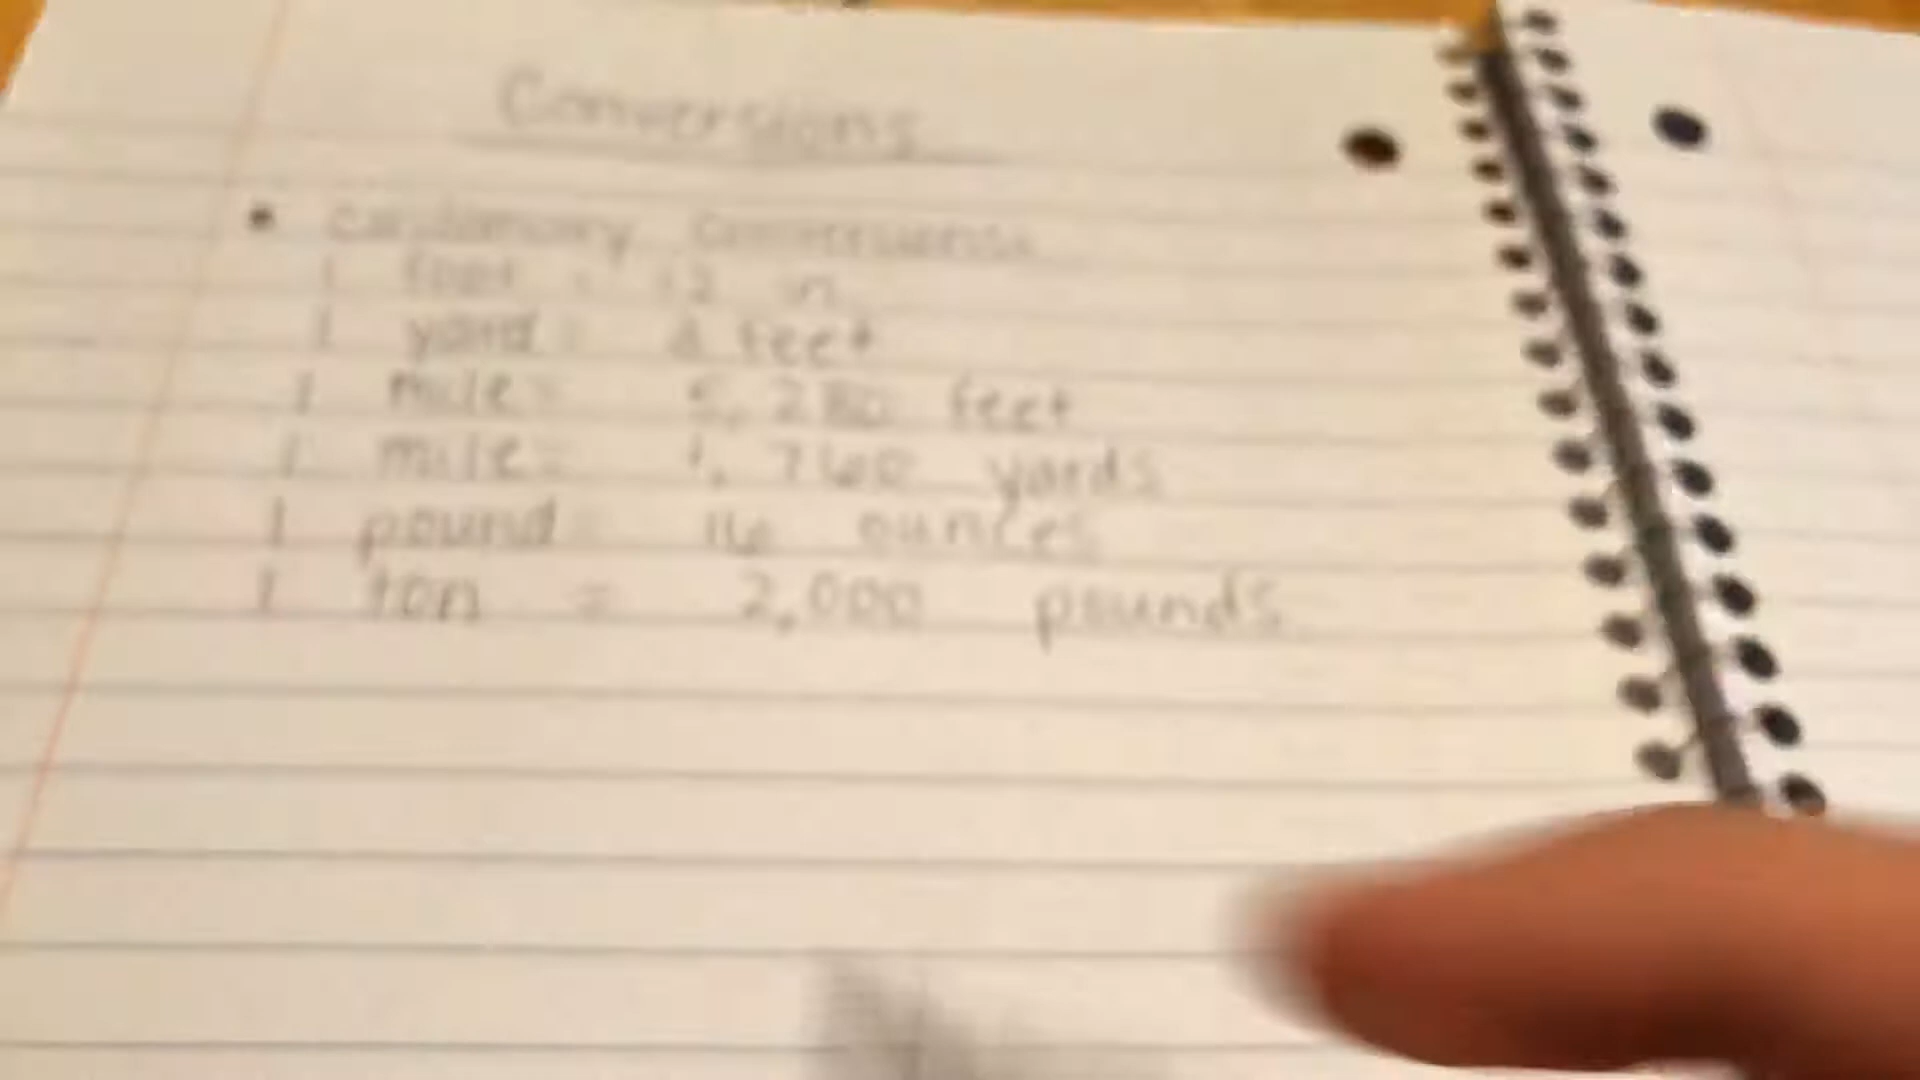 Conversions
• customary conversions
1 foot = 12 in
1 yard = 3 feet
1 mile = 5,280 feet
1 mile = 1,760 yards
1 pound = 16 ounces
1 ton = 2,000 pounds